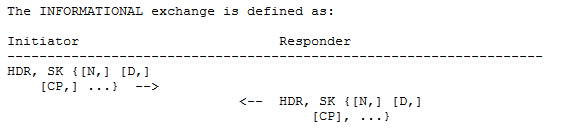 The INFORMATIONAL exchange is defined as:
Initiator                         Responder
-------------------------------------------------------------------
HDR, SK {[N,] [D,]
    [CP,] ...}  -->
                             <--  HDR, SK {[N,] [D,]
                                      [CP], ...}